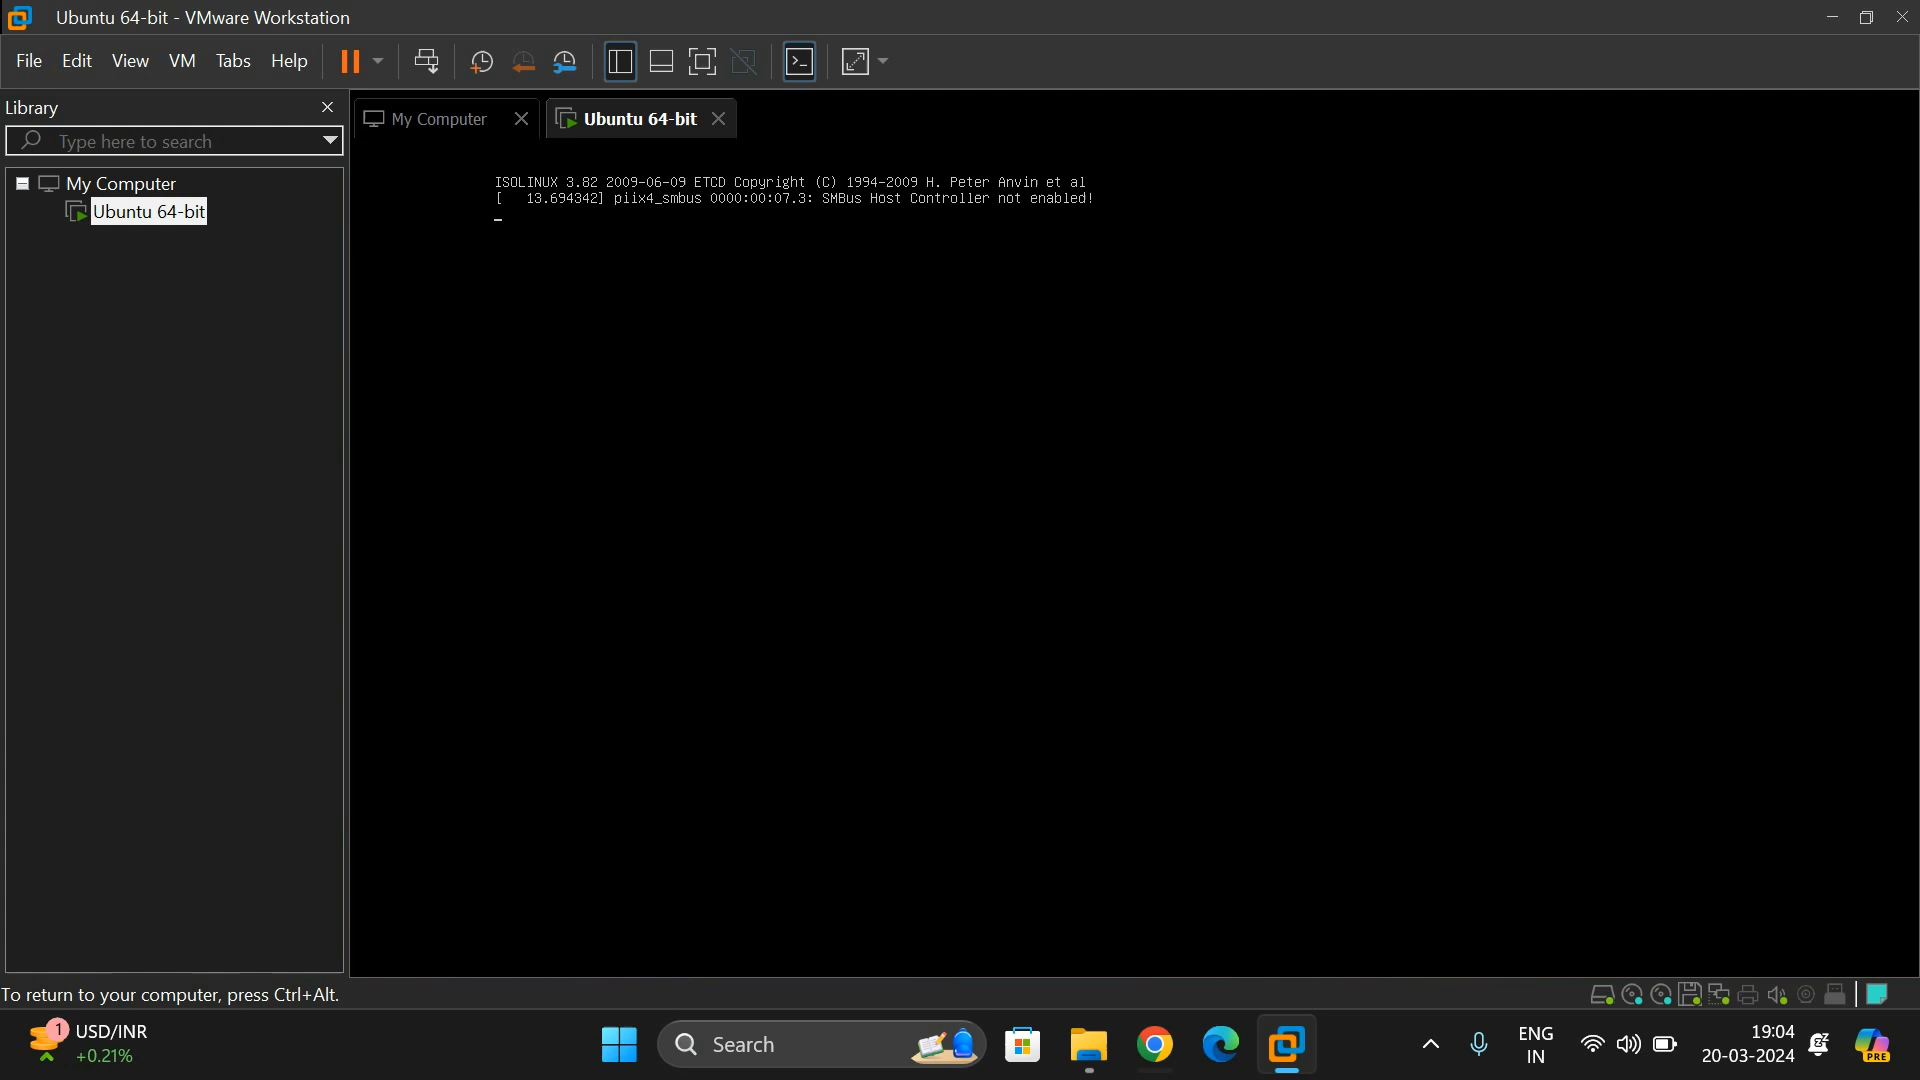 Ubuntu 64-bit - VMware Workstation
File Edit View VM Tabs Help
Library
My Computer
Ubuntu 64-bit
Type here to search
My Computer
Ubuntu 64-bit
ISOLINUX 3.82 2009-06-09 ETCD Copyright (C) 1994-2009 H. Peter Anvin et al
[ 13.694342] piix4_smbus 0000:00:07.3: SMBus Host Controller not enabled!
To return to your computer, press Ctrl+Alt.
1
USD/INR
+0.21%
Search
PRE
ENG
IN
19:04
20-03-2024